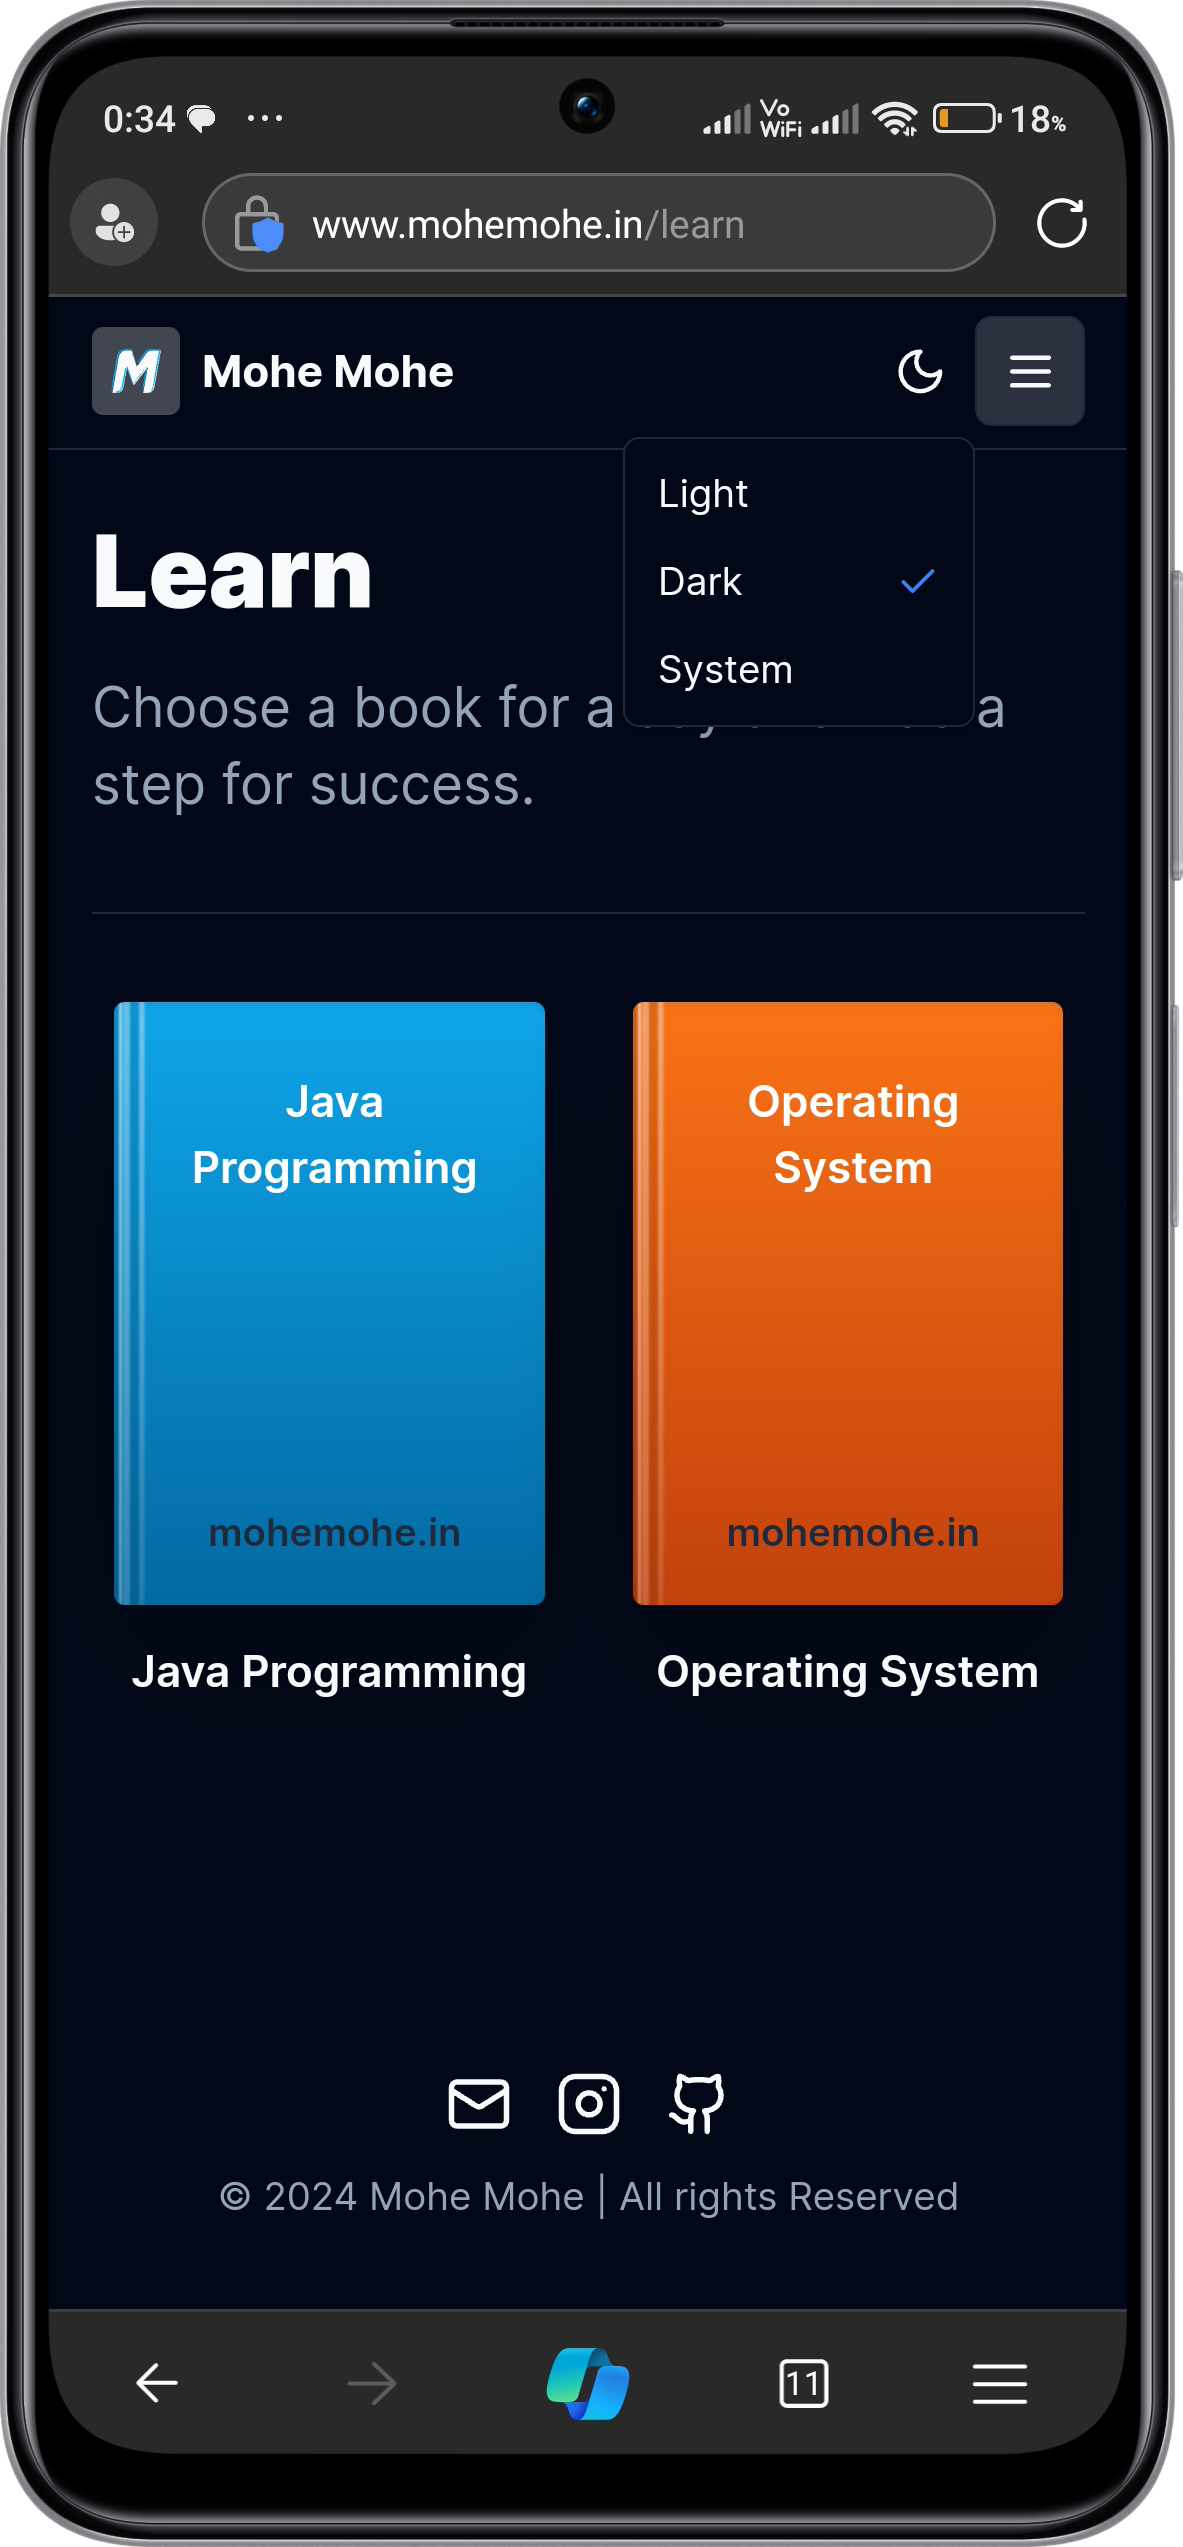 0:34
Vo
WiFi
18%
www.mohemohe.in/learn
M
Mohe Mohe
Light
Dark
System
Learn
Choose a book for a a
step for success.
Java
Programming
mohemohe.in
Operating
System
mohemohe.in
Java Programming
Operating System
© 2024 Mohe Mohe | All rights Reserved
11